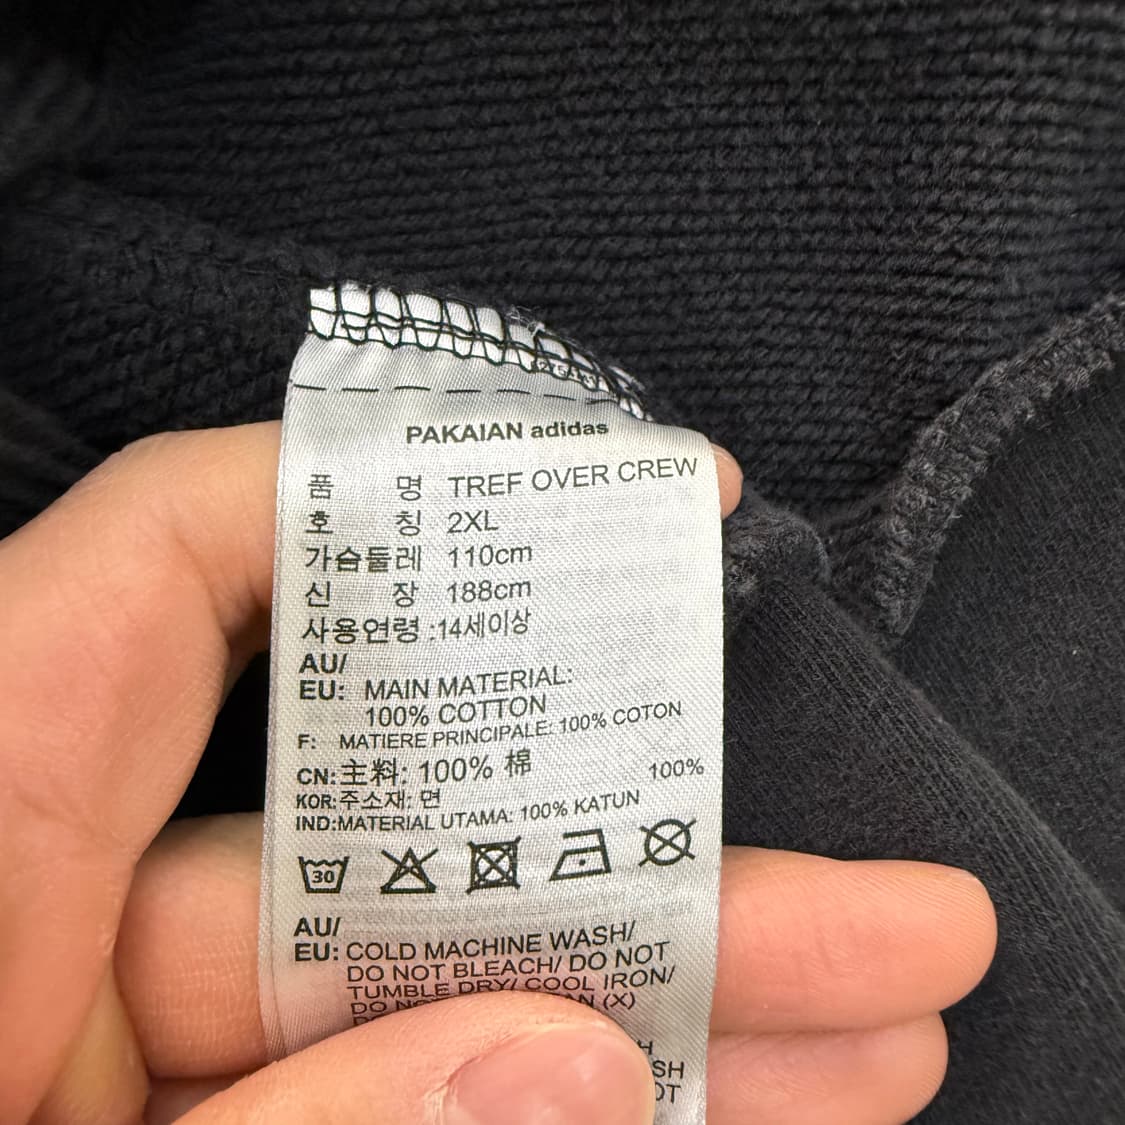 PAKAIAN adidas
품 명 TREF OVER CREW
호 칭 2XL
가슴둘레 110cm
신 장 188cm
사용연령 :14세이상
AU/
EU: MAIN MATERIAL:
100% COTTON
F: MATIERE PRINCIPALE: 100% COTON
CN:主料: 100% 棉
KOR:주소재: 면 100%
IND:MATERIAL UTAMA: 100% KATUN
30
AU/
EU: COLD MACHINE WASH/
DO NOT BLEACH/ DO NOT
TUMBLE DRY/ COOL IRON/
DO (X)